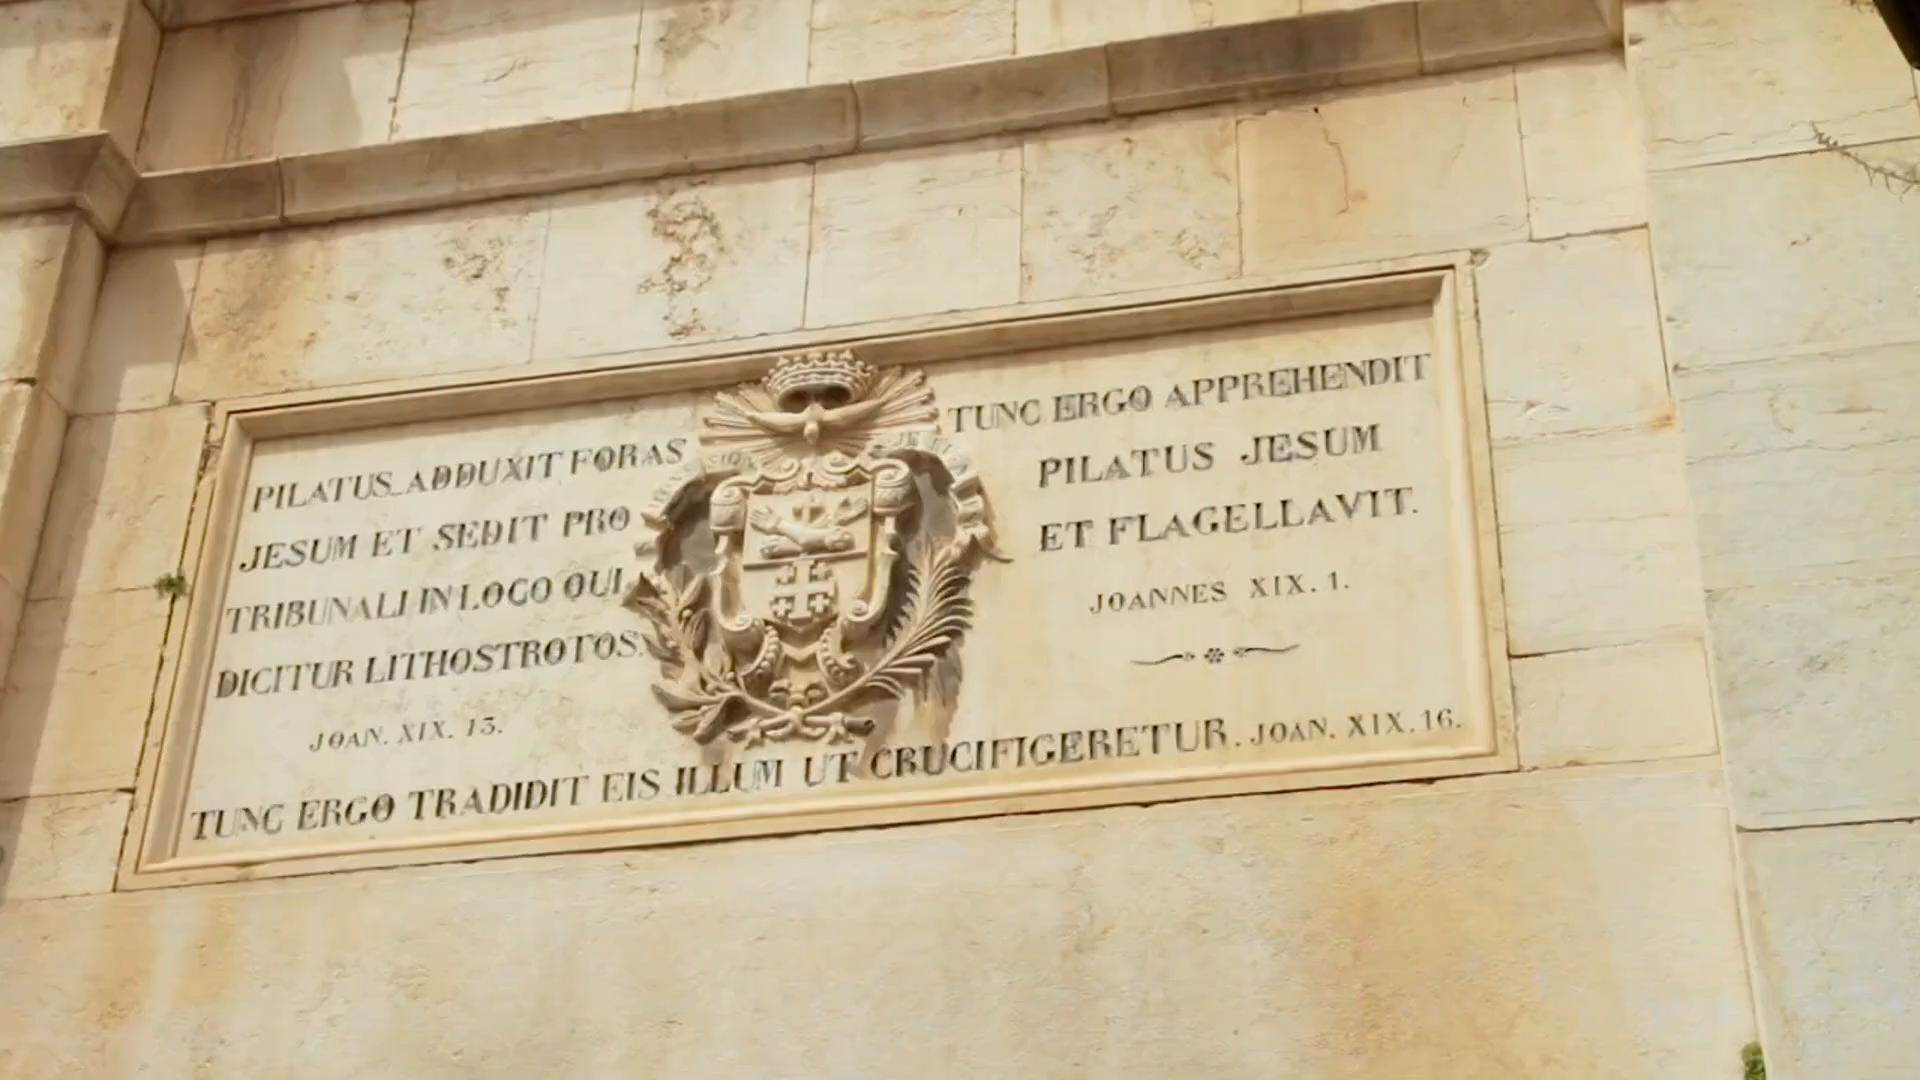 PILATUS ADDUXIT FORAS
JESUM ET SEDIT PRO
TRIBUNALI IN LOCO QUI
DICITUR LITHOSTROTOS.
JOAN. XIX. 13.
TUNC ERGO APPREHENDIT
PILATUS JESUM
ET FLAGELLAVIT.
JOANNES XIX. 1.
TUNC ERGO TRADIDIT EIS ILLUM UT CRUCIFIGERETUR. JOAN. XIX. 16.